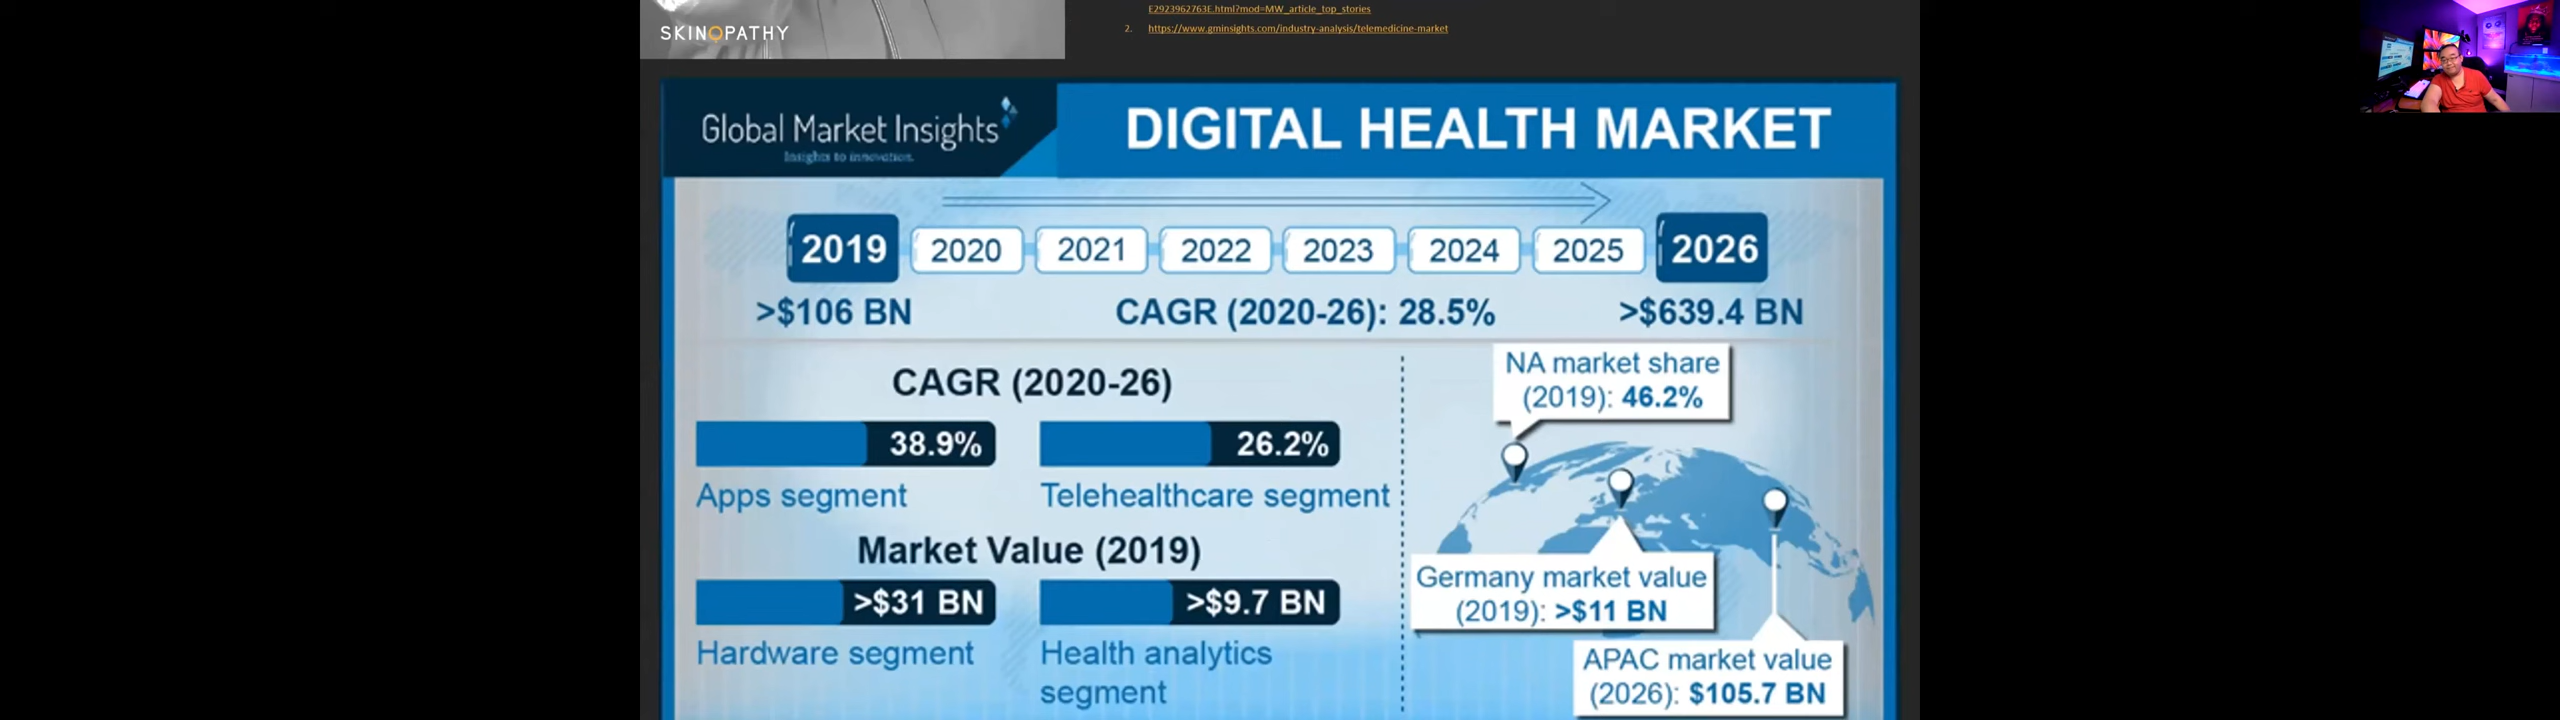 E2923962763E.html?mod=MW_article_top_stories
SKINOPATHY
2. https://www.gminsights.com/industry-analysis/telemedicine-market
Global Market Insights
Insights to innovation.
DIGITAL HEALTH MARKET
2019 2020 2021 2022 2023 2024 2025 2026
>$106 BN CAGR (2020-26): 28.5% >$639.4 BN
CAGR (2020-26)
38.9% 26.2%
Apps segment Telehealthcare segment
Market Value (2019)
>$31 BN >$9.7 BN
Hardware segment Health analytics
segment
NA market share
(2019): 46.2%
Germany market value
(2019): >$11 BN
APAC market value
(2026): $105.7 BN